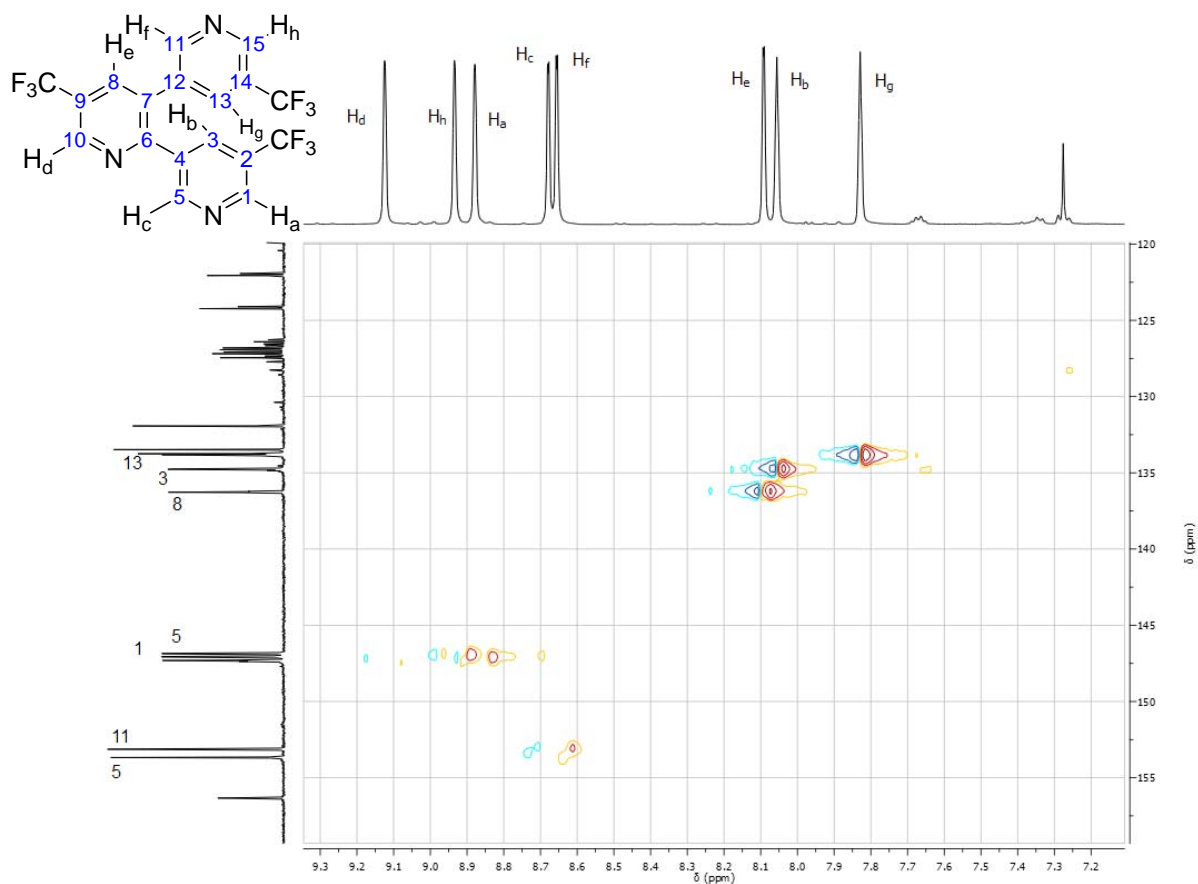 Hf N Hh
11 15
He
F3C 8 12 14
9 7 13 CF3
Hb Hg
10 6 3 CF3
Hd N 4 2
5 1
Hc N Ha
Hd Hh Ha Hc Hf He Hb Hg
120
125
130
135
140
145
150
155
δ (ppm)
13
3
8
5
1
11
5
9.3 9.2 9.1 9.0 8.9 8.8 8.7 8.6 8.5 8.4 8.3 8.2 8.1 8.0 7.9 7.8 7.7 7.6 7.5 7.4 7.3 7.2
δ (ppm)